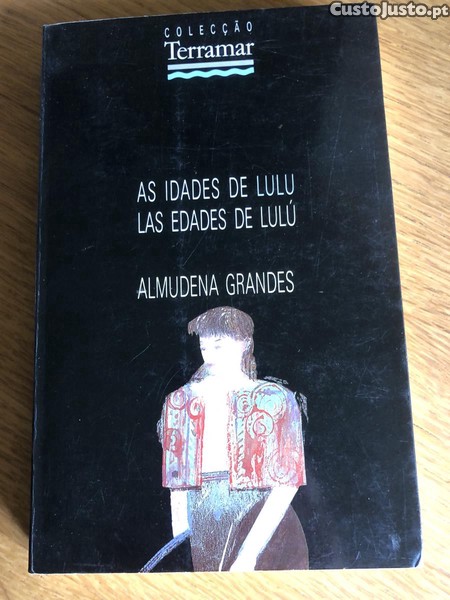 CustoJusto.pt
COLECÇÃO
Terramar
AS IDADES DE LULU
LAS EDADES DE LULÚ
ALMUDENA GRANDES